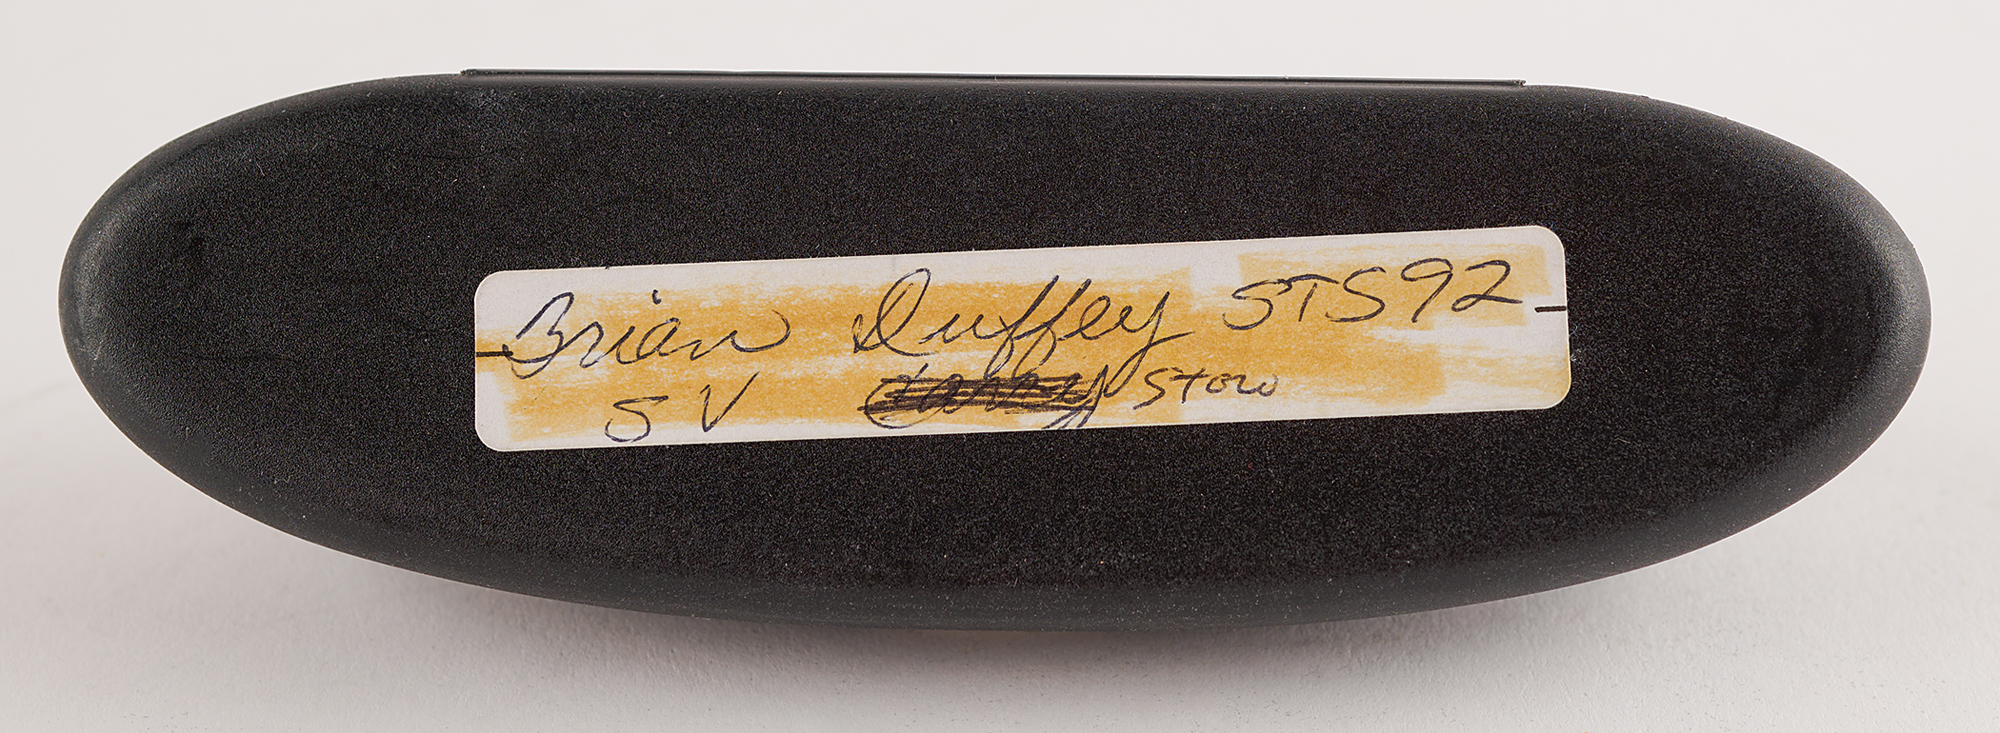 Brian Duffey STS92
SV Stow